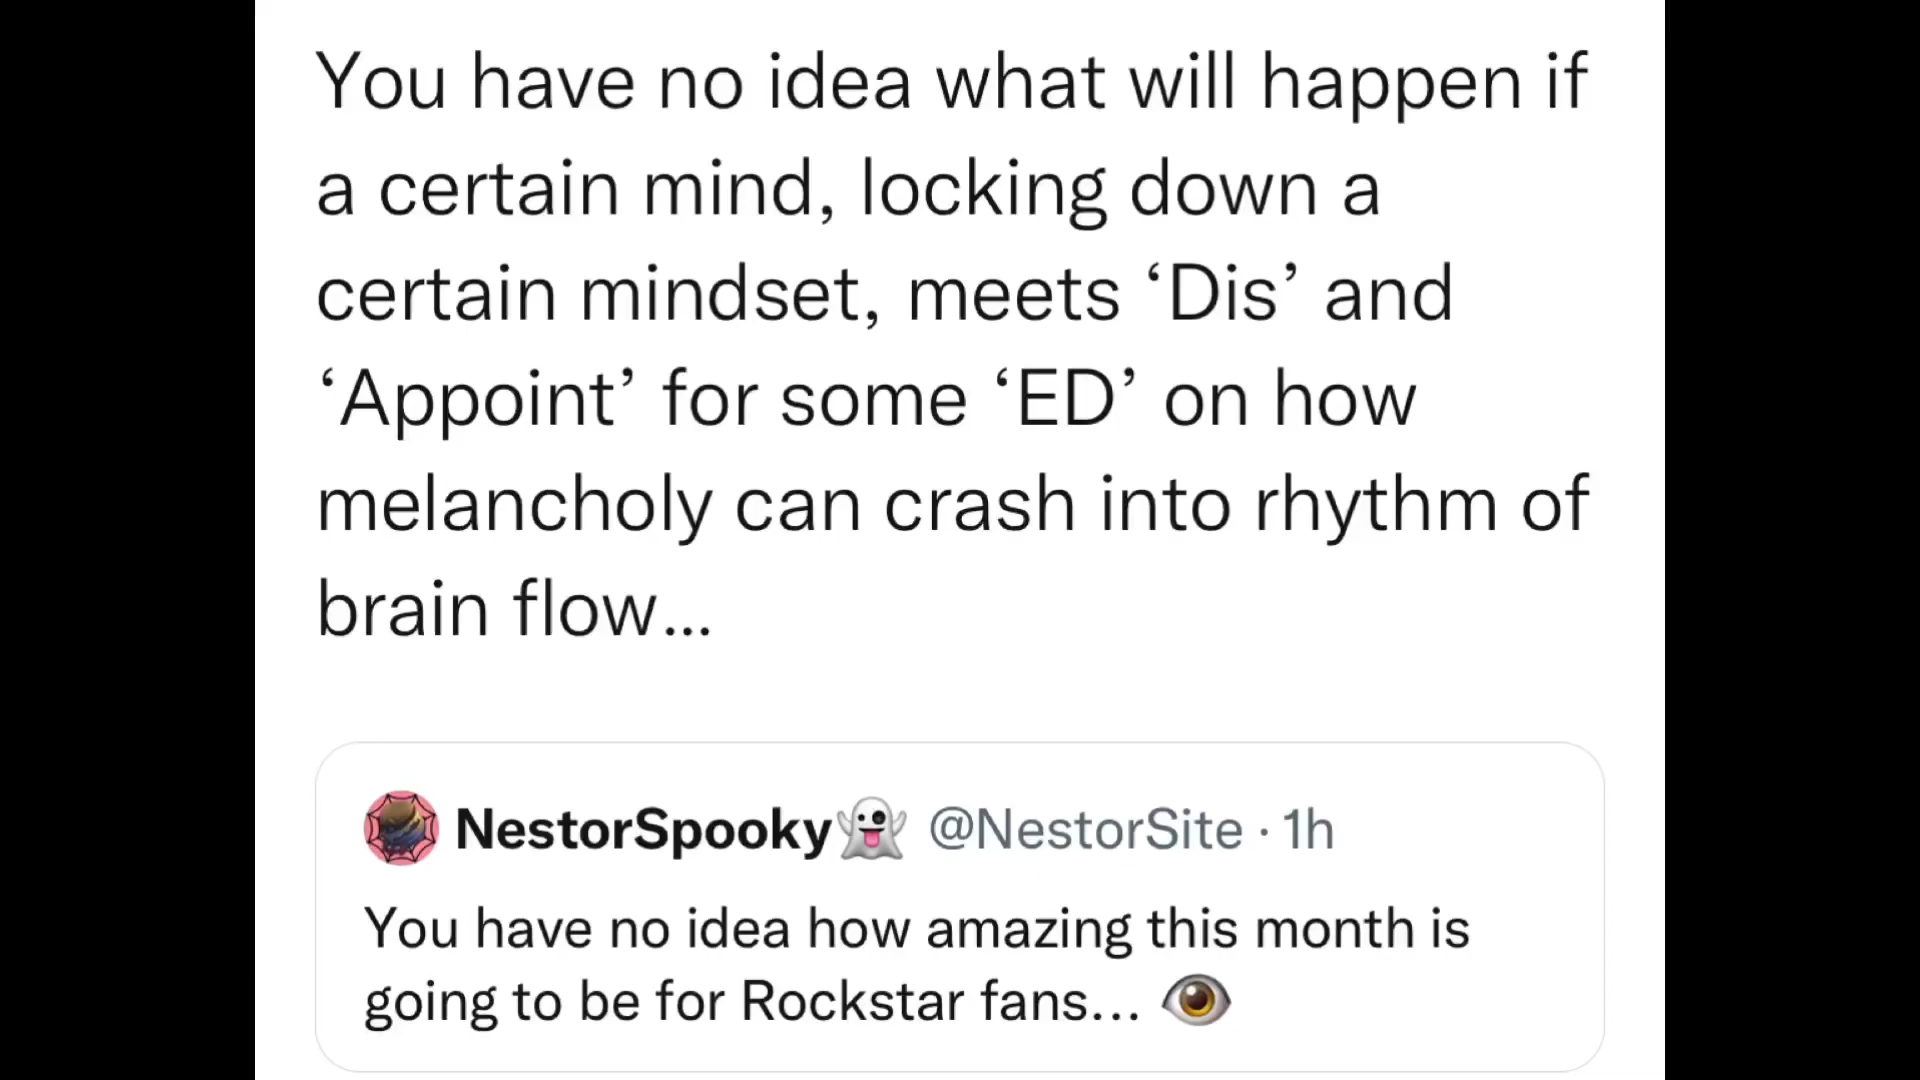 You have no idea what will happen if
a certain mind, locking down a
certain mindset, meets ‘Dis’ and
‘Appoint’ for some ‘ED’ on how
melancholy can crash into rhythm of
brain flow...
NestorSpooky👻 @NestorSite · 1h
You have no idea how amazing this month is
going to be for Rockstar fans... 👁️